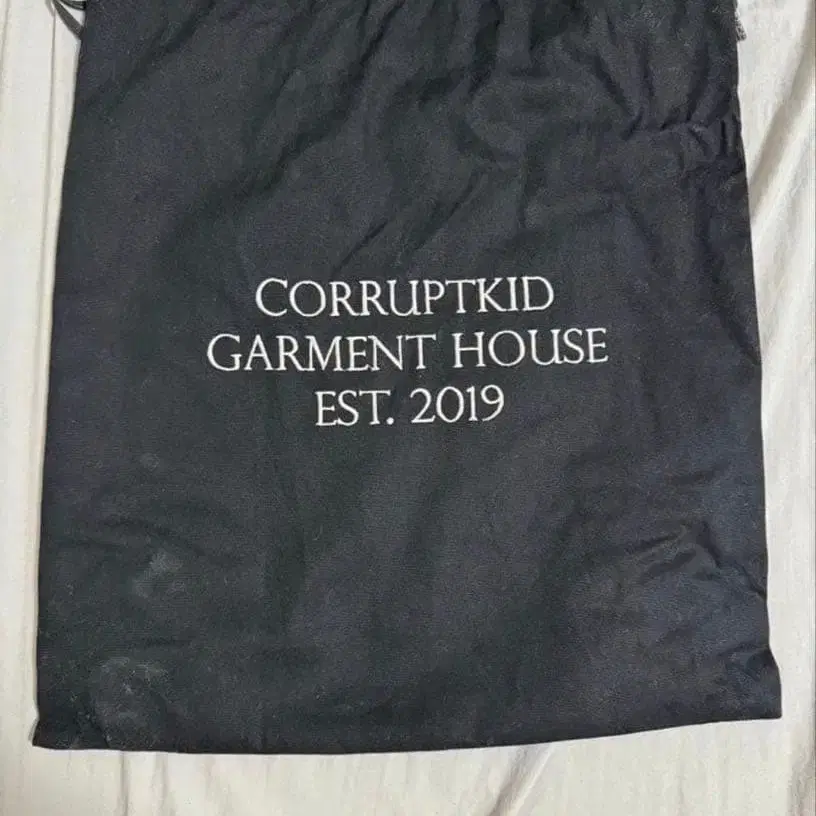 CORRUPTKID
GARMENT HOUSE
EST. 2019